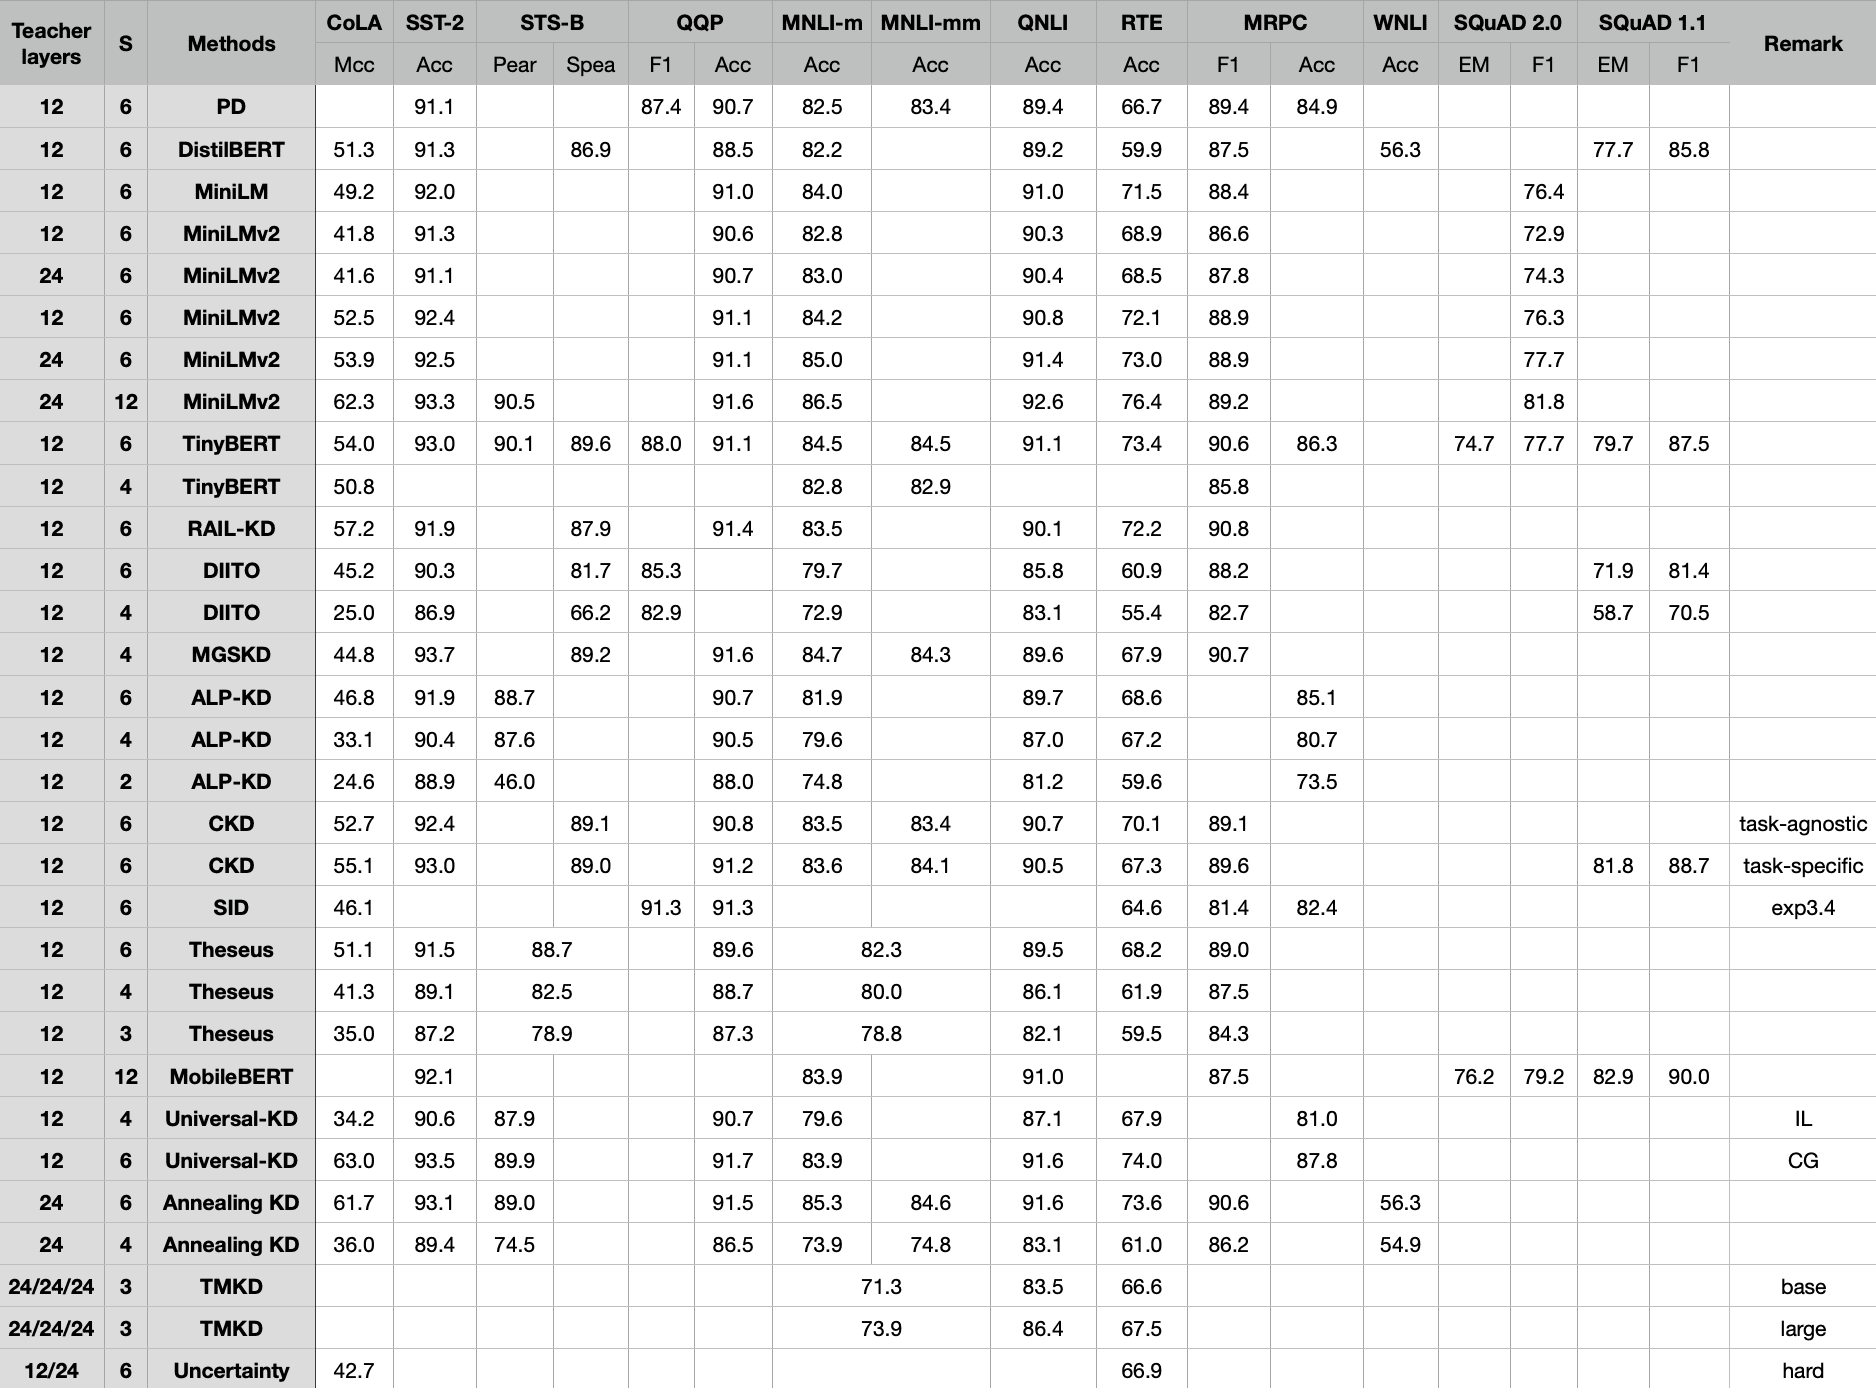 Teacher layers S Methods CoLA SST-2 STS-B QQP MNLI-m MNLI-mm QNLI RTE MRPC WNLI SQuAD 2.0 SQuAD 1.1 Remark
Mcc Acc Pear Spea F1 Acc Acc Acc Acc Acc F1 Acc Acc EM F1 EM F1
12 6 PD 91.1 87.4 90.7 82.5 83.4 89.4 66.7 89.4 84.9
12 6 DistilBERT 51.3 91.3 86.9 88.5 82.2 89.2 59.9 87.5 56.3 77.7 85.8
12 6 MiniLM 49.2 92.0 91.0 84.0 91.0 71.5 88.4 76.4
12 6 MiniLMv2 41.8 91.3 90.6 82.8 90.3 68.9 86.6 72.9
24 6 MiniLMv2 41.6 91.1 90.7 83.0 90.4 68.5 87.8 74.3
12 6 MiniLMv2 52.5 92.4 91.1 84.2 90.8 72.1 88.9 76.3
24 6 MiniLMv2 53.9 92.5 91.1 85.0 91.4 73.0 88.9 77.7
24 12 MiniLMv2 62.3 93.3 90.5 91.6 86.5 92.6 76.4 89.2 81.8
12 6 TinyBERT 54.0 93.0 90.1 89.6 88.0 91.1 84.5 84.5 91.1 73.4 90.6 86.3 74.7 77.7 79.7 87.5
12 4 TinyBERT 50.8 82.8 82.9 85.8
12 6 RAIL-KD 57.2 91.9 87.9 91.4 83.5 90.1 72.2 90.8
12 6 DIITO 45.2 90.3 81.7 85.3 79.7 85.8 60.9 88.2 71.9 81.4
12 4 DIITO 25.0 86.9 66.2 82.9 72.9 83.1 55.4 82.7 58.7 70.5
12 4 MGSKD 44.8 93.7 89.2 91.6 84.7 84.3 89.6 67.9 90.7
12 6 ALP-KD 46.8 91.9 88.7 90.7 81.9 89.7 68.6 85.1
12 4 ALP-KD 33.1 90.4 87.6 90.5 79.6 87.0 67.2 80.7
12 2 ALP-KD 24.6 88.9 46.0 88.0 74.8 81.2 59.6 73.5
12 6 CKD 52.7 92.4 89.1 90.8 83.5 83.4 90.7 70.1 89.1 task-agnostic
12 6 CKD 55.1 93.0 89.0 91.2 83.6 84.1 90.5 67.3 89.6 81.8 88.7 task-specific
12 6 SID 46.1 91.3 91.3 64.6 81.4 82.4 exp3.4
12 6 Theseus 51.1 91.5 88.7 89.6 82.3 89.5 68.2 89.0
12 4 Theseus 41.3 89.1 82.5 88.7 80.0 86.1 61.9 87.5
12 3 Theseus 35.0 87.2 78.9 87.3 78.8 82.1 59.5 84.3
12 12 MobileBERT 92.1 83.9 91.0 87.5 76.2 79.2 82.9 90.0
12 4 Universal-KD 34.2 90.6 87.9 90.7 79.6 87.1 67.9 81.0 IL
12 6 Universal-KD 63.0 93.5 89.9 91.7 83.9 91.6 74.0 87.8 CG
24 6 Annealing KD 61.7 93.1 89.0 91.5 85.3 84.6 91.6 73.6 90.6 56.3
24 4 Annealing KD 36.0 89.4 74.5 86.5 73.9 74.8 83.1 61.0 86.2 54.9
24/24/24 3 TMKD 71.3 83.5 66.6 base
24/24/24 3 TMKD 73.9 86.4 67.5 large
12/24 6 Uncertainty 42.7 66.9 hard